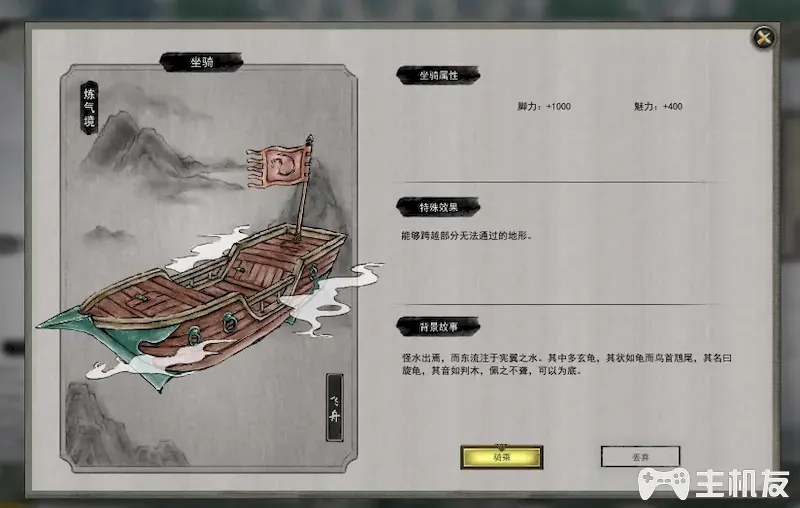 坐骑
炼气境
飞舟
坐骑属性
脚力：+1000
魅力：+400
特殊效果
能够跨越部分无法通过的地形。
背景故事
怪水出焉，而东流注于宪翼之水。其中多玄龟，其状如龟而鸟首虺尾，其名曰
旋龟，其音如判木，佩之不聋，可以为底。
骑乘
丢弃
主机友